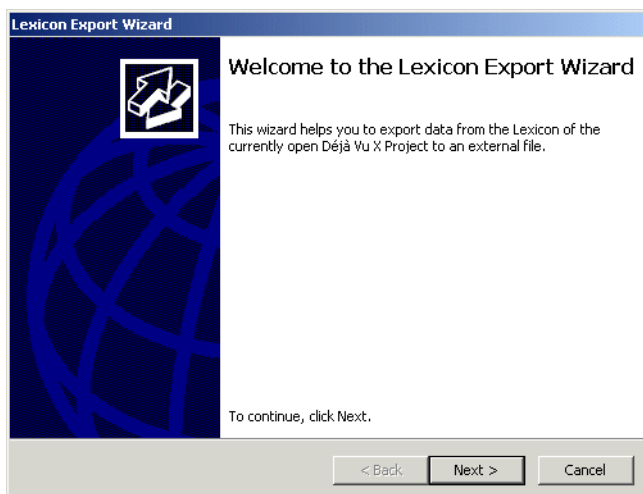 Lexicon Export Wizard
Welcome to the Lexicon Export Wizard
This wizard helps you to export data from the Lexicon of the
currently open Déjà Vu X Project to an external file.
To continue, click Next.
< Back Next > Cancel